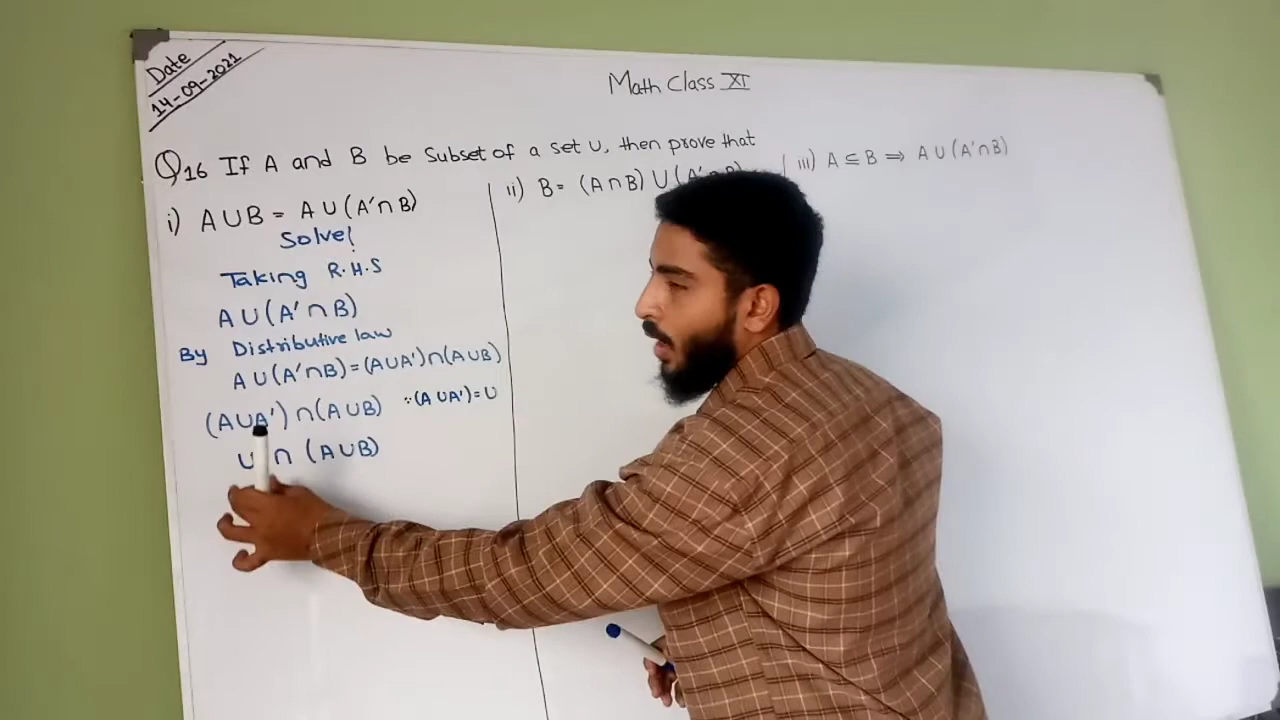 Date
14-09-2021
Math Class XI
Q16 If A and B be Subset of a set U, then prove that
i) A∪B = A∪(A'∩B)
Solve!
Taking R.H.S
A∪(A'∩B)
By Distributive law
A∪(A'∩B)=(A∪A')∩(A∪B)
(A∪A')∩(A∪B) ∵(A∪A')=U
U∩(A∪B)
ii) B= (A∩B)∪(A'∩B)
iii) A⊆B ⇒ A∪(A'∩B)